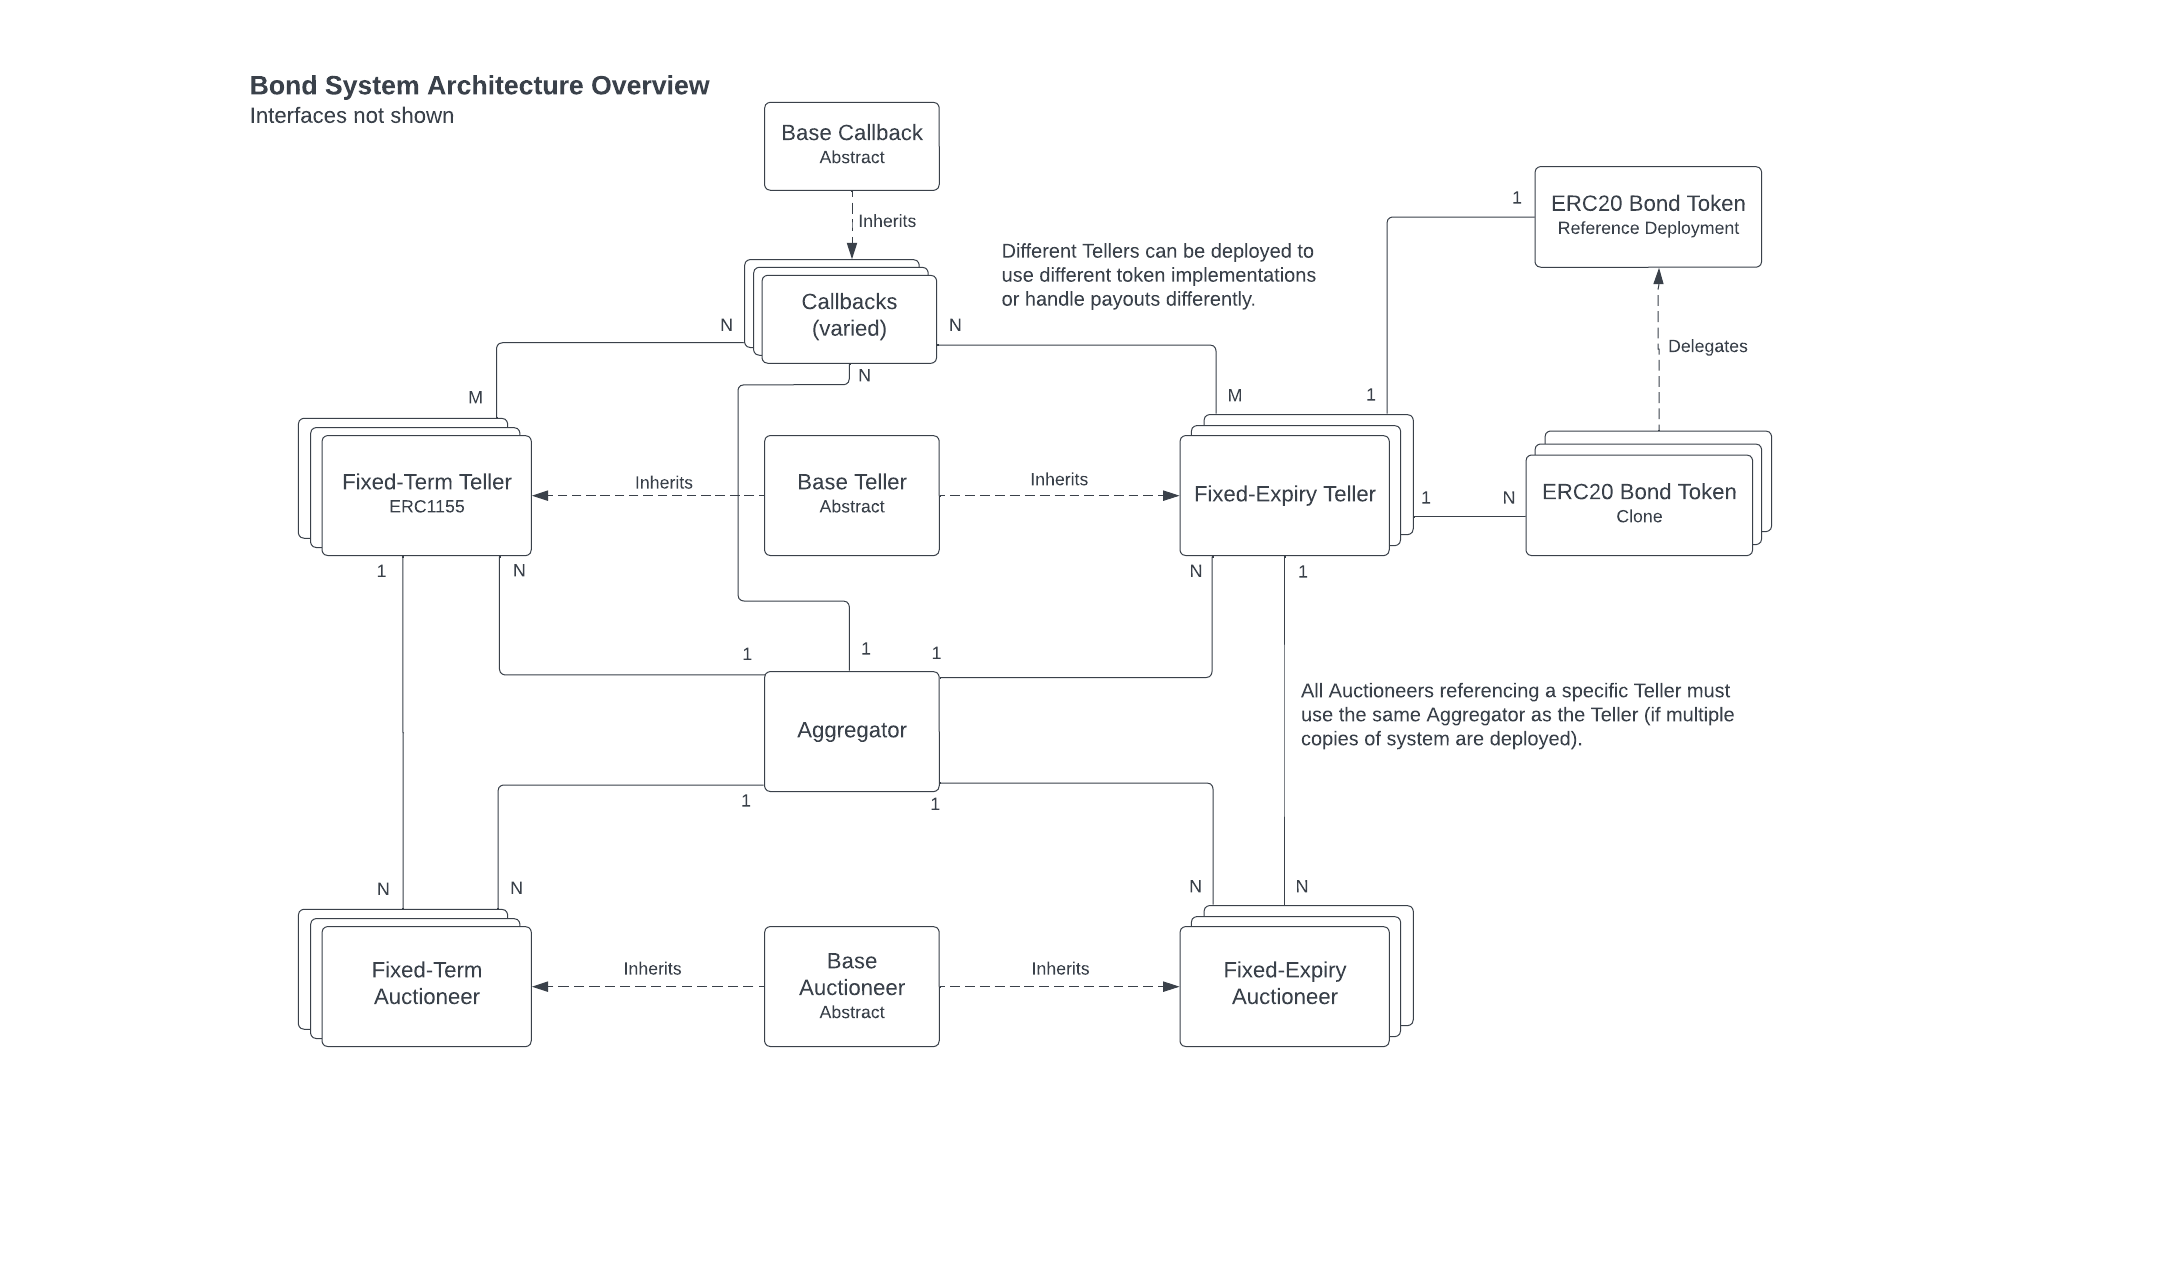 Bond System Architecture Overview
Interfaces not shown
Base Callback
Abstract
Inherits
Callbacks
(varied)
N
N
N
Different Tellers can be deployed to
use different token implementations
or handle payouts differently.
1
ERC20 Bond Token
Reference Deployment
Delegates
M
M
1
Fixed-Term Teller
ERC1155
Inherits
Base Teller
Abstract
Inherits
Fixed-Expiry Teller
1
N
ERC20 Bond Token
Clone
1
N
N
1
1
1
1
Aggregator
All Auctioneers referencing a specific Teller must
use the same Aggregator as the Teller (if multiple
copies of system are deployed).
1
1
N
N
N
N
Fixed-Term
Auctioneer
Inherits
Base
Auctioneer
Abstract
Inherits
Fixed-Expiry
Auctioneer